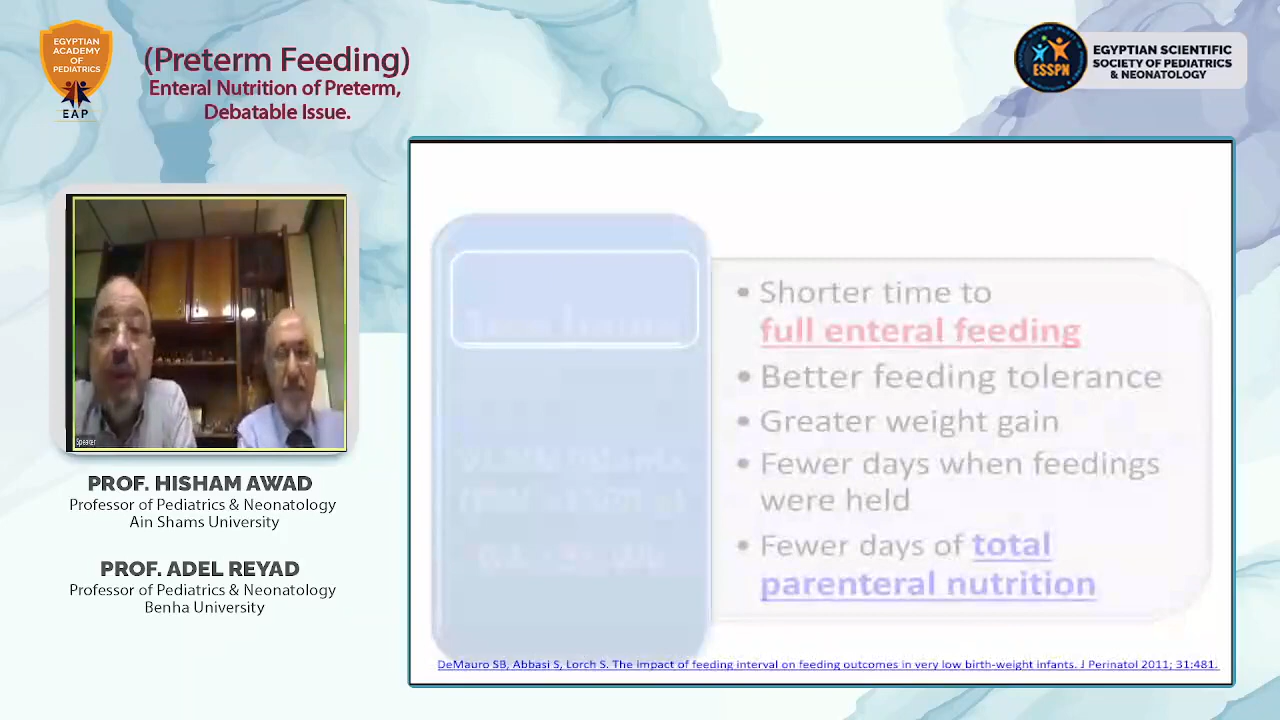 EGYPTIAN
ACADEMY
OF
PEDIATRICS
EAP
(Preterm Feeding)
Enteral Nutrition of Preterm,
Debatable Issue.
ESSPN
EGYPTIAN SCIENTIFIC
SOCIETY OF PEDIATRICS
& NEONATOLOGY
Speaker
PROF. HISHAM AWAD
Professor of Pediatrics & Neonatology
Ain Shams University
PROF. ADEL REYAD
Professor of Pediatrics & Neonatology
Benha University
• Shorter time to
full enteral feeding
• Better feeding tolerance
• Greater weight gain
• Fewer days when feedings
were held
• Fewer days of total
parenteral nutrition
DeMauro SB, Abbasi S, Lorch S. The impact of feeding interval on feeding outcomes in very low birth-weight infants. J Perinatol 2011; 31:481.